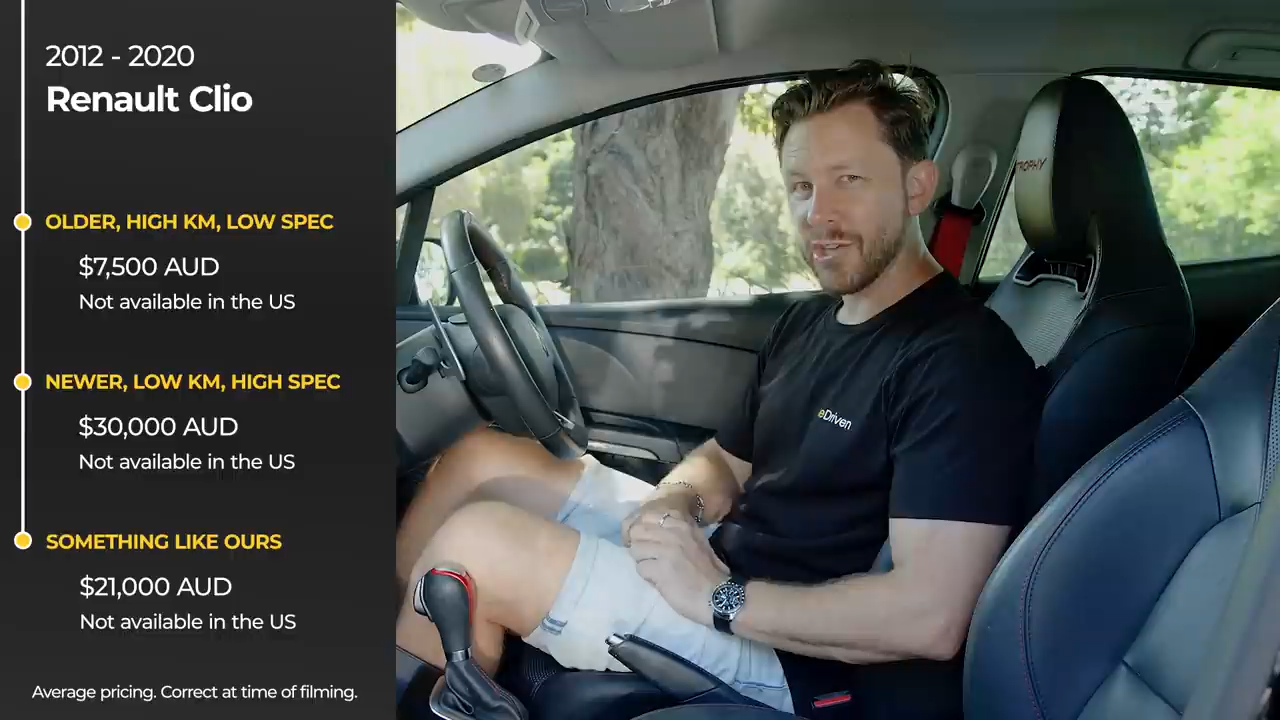 2012 - 2020
Renault Clio
OLDER, HIGH KM, LOW SPEC
$7,500 AUD
Not available in the US
NEWER, LOW KM, HIGH SPEC
$30,000 AUD
Not available in the US
SOMETHING LIKE OURS
$21,000 AUD
Not available in the US
Average pricing. Correct at time of filming.
TROPHY
eDriven